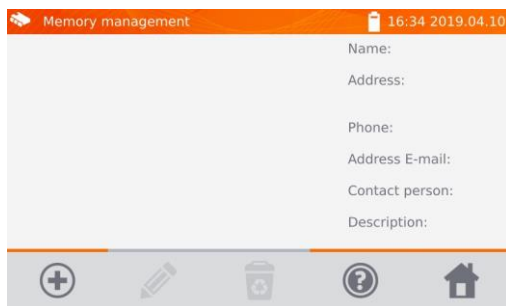 Memory management 16:34 2019.04.10
Name:
Address:
Phone:
Address E-mail:
Contact person:
Description: